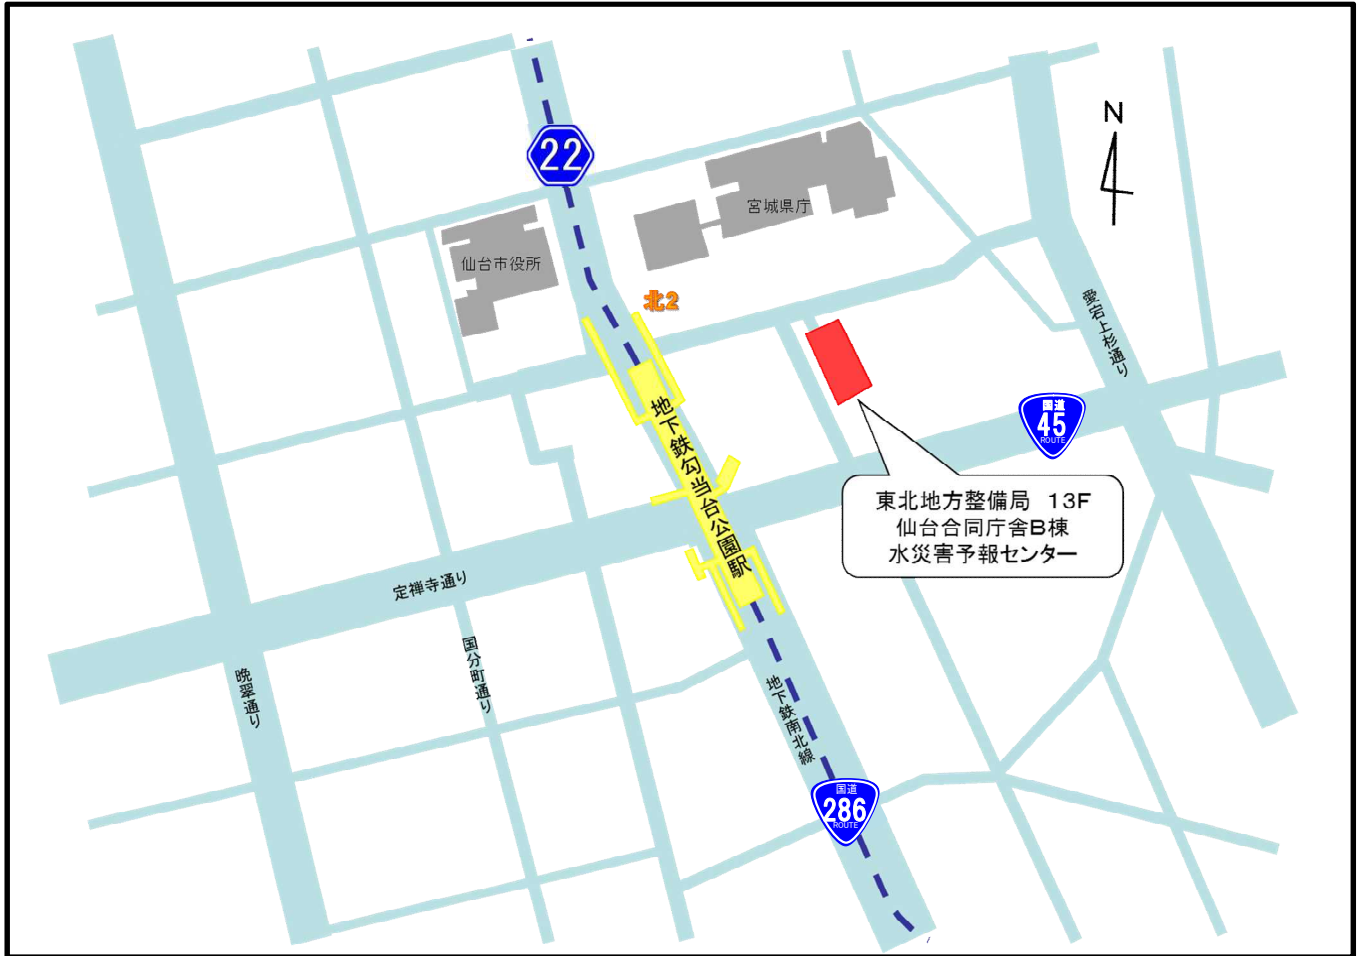 N
22
宮城県庁
仙台市役所
北2
愛宕上杉通り
国道
45
ROUTE
地下鉄勾当台公園駅
東北地方整備局 13F
仙台合同庁舎B棟
水災害予報センター
定禅寺通り
国分町通り
晩翠通り
地下鉄南北線
国道
286
ROUTE